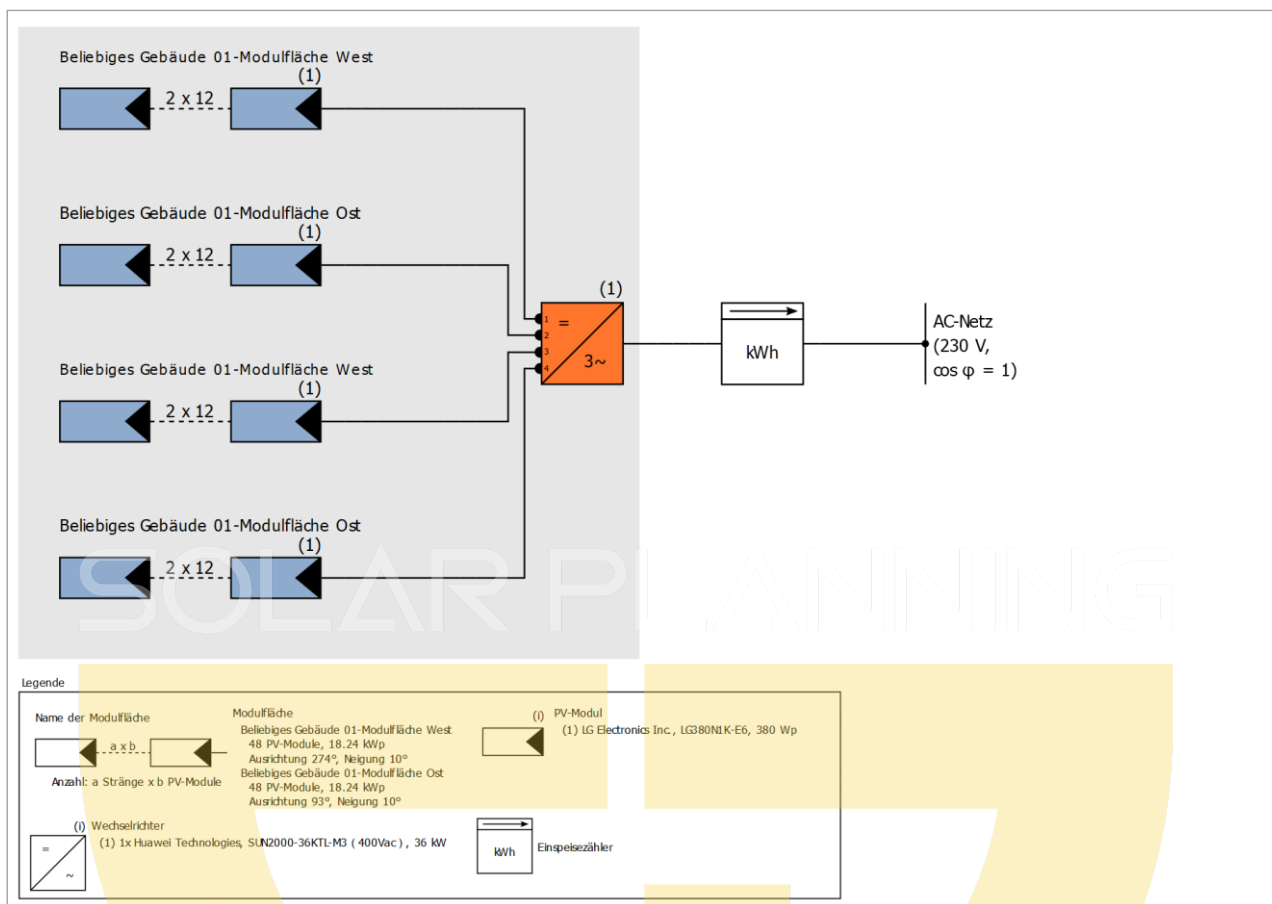 Beliebiges Gebäude 01-Modulfläche West
(1)
2 x 12
Beliebiges Gebäude 01-Modulfläche Ost
(1)
2 x 12
Beliebiges Gebäude 01-Modulfläche West
(1)
2 x 12
Beliebiges Gebäude 01-Modulfläche Ost
(1)
2 x 12
(1)
1
2
3
4
=
3~
kWh
AC-Netz
(230 V,
cos φ = 1)
SOLAR PLANNING
Legende
Name der Modulfläche
a x b
Anzahl: a Stränge x b PV-Module
Modulfläche
Beliebiges Gebäude 01-Modulfläche West
48 PV-Module, 18.24 kWp
Ausrichtung 274°, Neigung 10°
Beliebiges Gebäude 01-Modulfläche Ost
48 PV-Module, 18.24 kWp
Ausrichtung 93°, Neigung 10°
(i) PV-Modul
(1) LG Electronics Inc., LG380N1K-E6, 380 Wp
(i) Wechselrichter
=
~
(1) 1x Huawei Technologies, SUN2000-36KTL-M3 (400Vac), 36 kW
kWh
Einspeisezähler